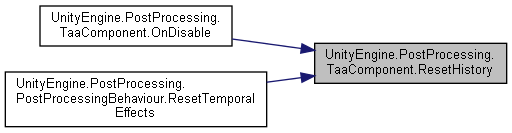 UnityEngine.PostProcessing.
TaaComponent.OnDisable
UnityEngine.PostProcessing.
TaaComponent.ResetHistory
UnityEngine.PostProcessing.
PostProcessingBehaviour.ResetTemporal
Effects